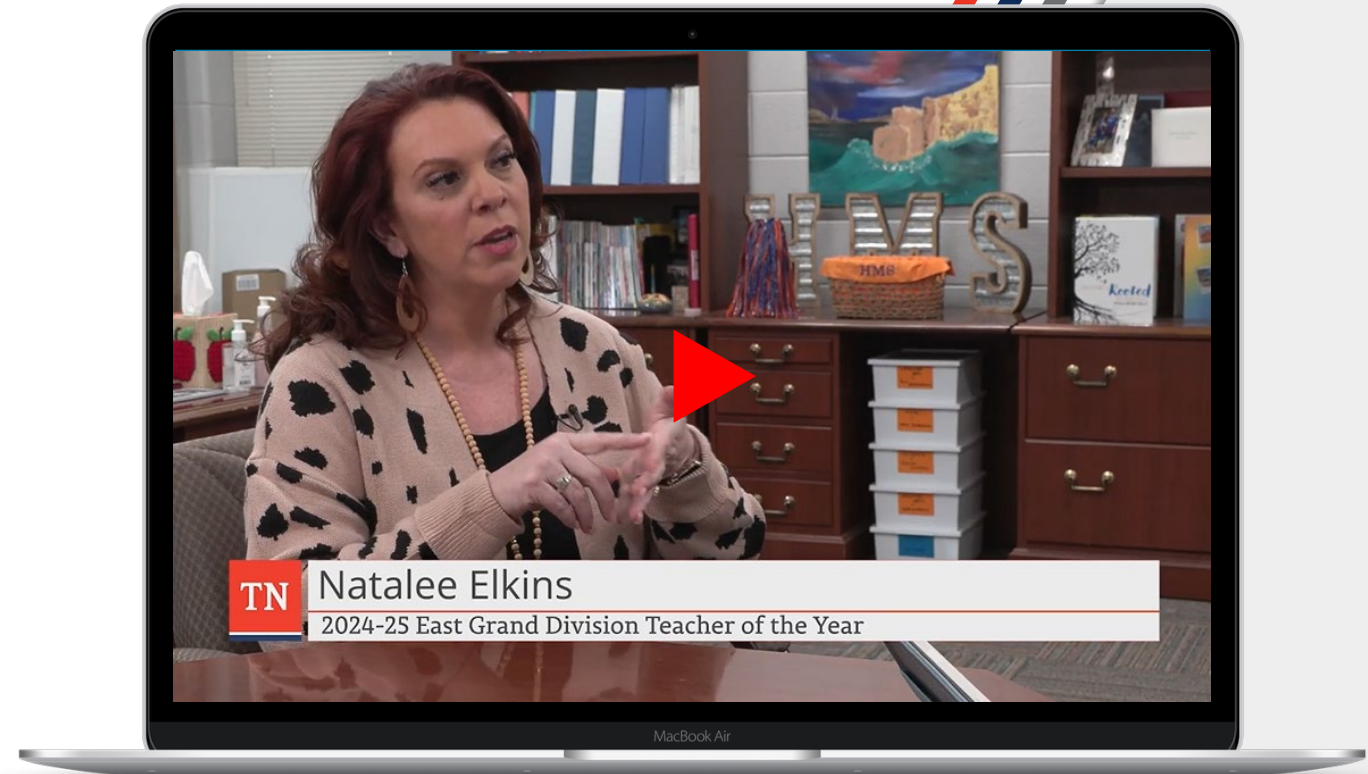 HMS
HMS
Rooted
TN
Natalee Elkins
2024-25 East Grand Division Teacher of the Year
MacBook Air